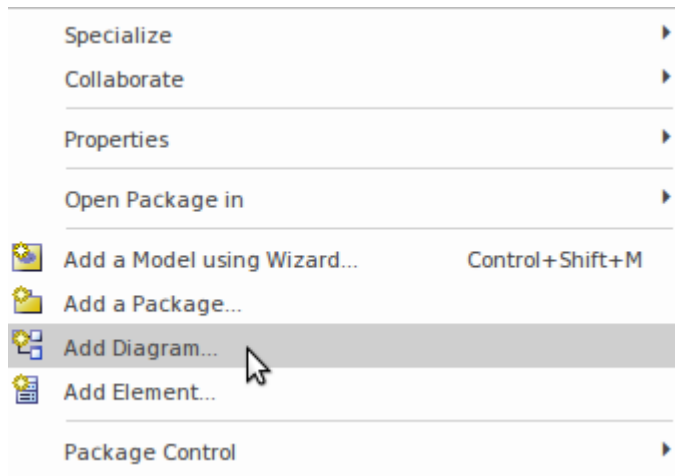 Specialize
Collaborate
Properties
Open Package in
Add a Model using Wizard... Control+Shift+M
Add a Package...
Add Diagram...
Add Element...
Package Control